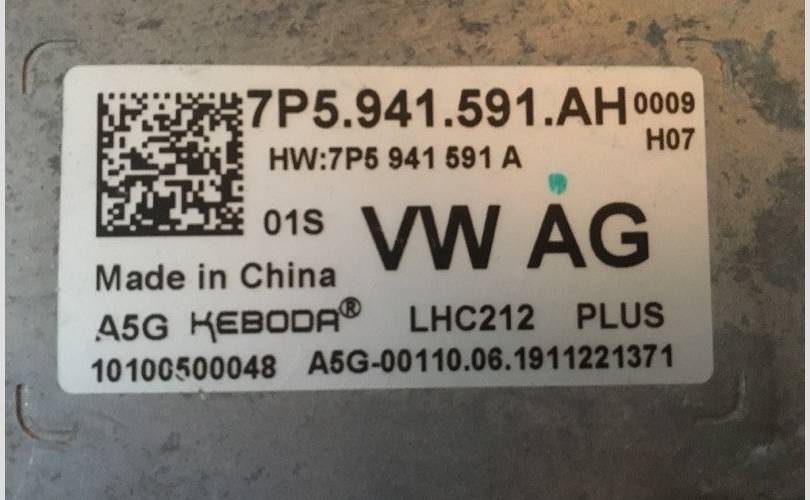 7P5.941.591.AH 0009
H07
HW:7P5 941 591 A
01S VW AG
Made in China
A5G KEBODA® LHC212 PLUS
10100500048 A5G-00110.06.1911221371